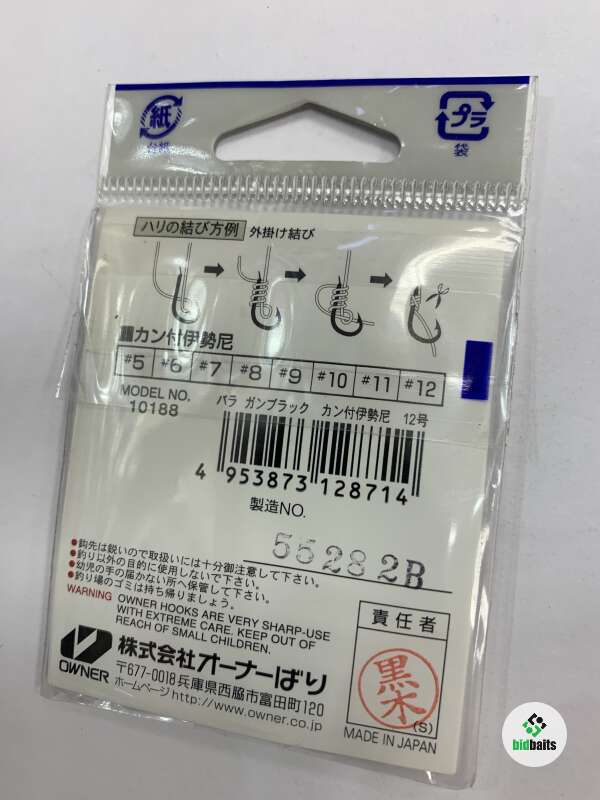 紙
台紙
プラ
袋
ハリの結び方例 外掛け結び
カン付伊勢尼
#5 #6 #7 #8 #9 #10 #11 #12
MODEL NO.
10188
バラ ガンブラック カン付伊勢尼 12号
4 953873 128714
製造NO.
55282B
●鈎先は鋭いので取扱いには十分御注意して下さい。
●釣り以外の目的に使用しないで下さい。
●幼児の手の届かない所へ保管して下さい。
●釣り場のゴミは持ち帰りましょう。
WARNING OWNER HOOKS ARE VERY SHARP-USE
WITH EXTREME CARE. KEEP OUT OF
REACH OF SMALL CHILDREN.
OWNER
株式会社オーナーばり
〒677-0018 兵庫県西脇市富田町120
ホームページ http://www.owner.co.jp
責任者
黒木
(S)
MADE IN JAPAN
bidbaits